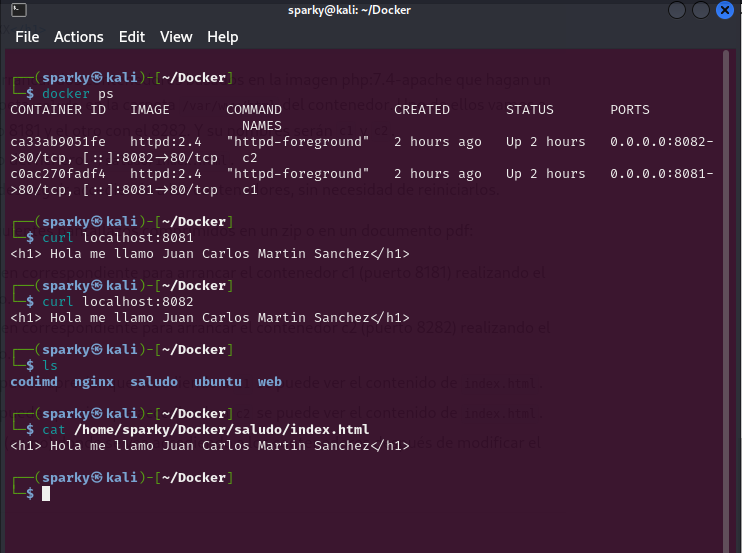 sparky@kali: ~/Docker
File Actions Edit View Help
┌──(sparky㉿kali)-[~/Docker]
└─$ docker ps
CONTAINER ID IMAGE COMMAND CREATED STATUS PORTS
NAMES
ca33ab9051fe httpd:2.4 "httpd-foreground" 2 hours ago Up 2 hours 0.0.0.0:8082-
>80/tcp, [::]:8082->80/tcp c2
c0ac270fadf4 httpd:2.4 "httpd-foreground" 2 hours ago Up 2 hours 0.0.0.0:8081-
>80/tcp, [::]:8081->80/tcp c1
┌──(sparky㉿kali)-[~/Docker]
└─$ curl localhost:8081
<h1> Hola me llamo Juan Carlos Martin Sanchez</h1>
┌──(sparky㉿kali)-[~/Docker]
└─$ curl localhost:8082
<h1> Hola me llamo Juan Carlos Martin Sanchez</h1>
┌──(sparky㉿kali)-[~/Docker]
└─$ ls
codimd nginx saludo ubuntu web
┌──(sparky㉿kali)-[~/Docker]
└─$ cat /home/sparky/Docker/saludo/index.html
<h1> Hola me llamo Juan Carlos Martin Sanchez</h1>
┌──(sparky㉿kali)-[~/Docker]
└─$